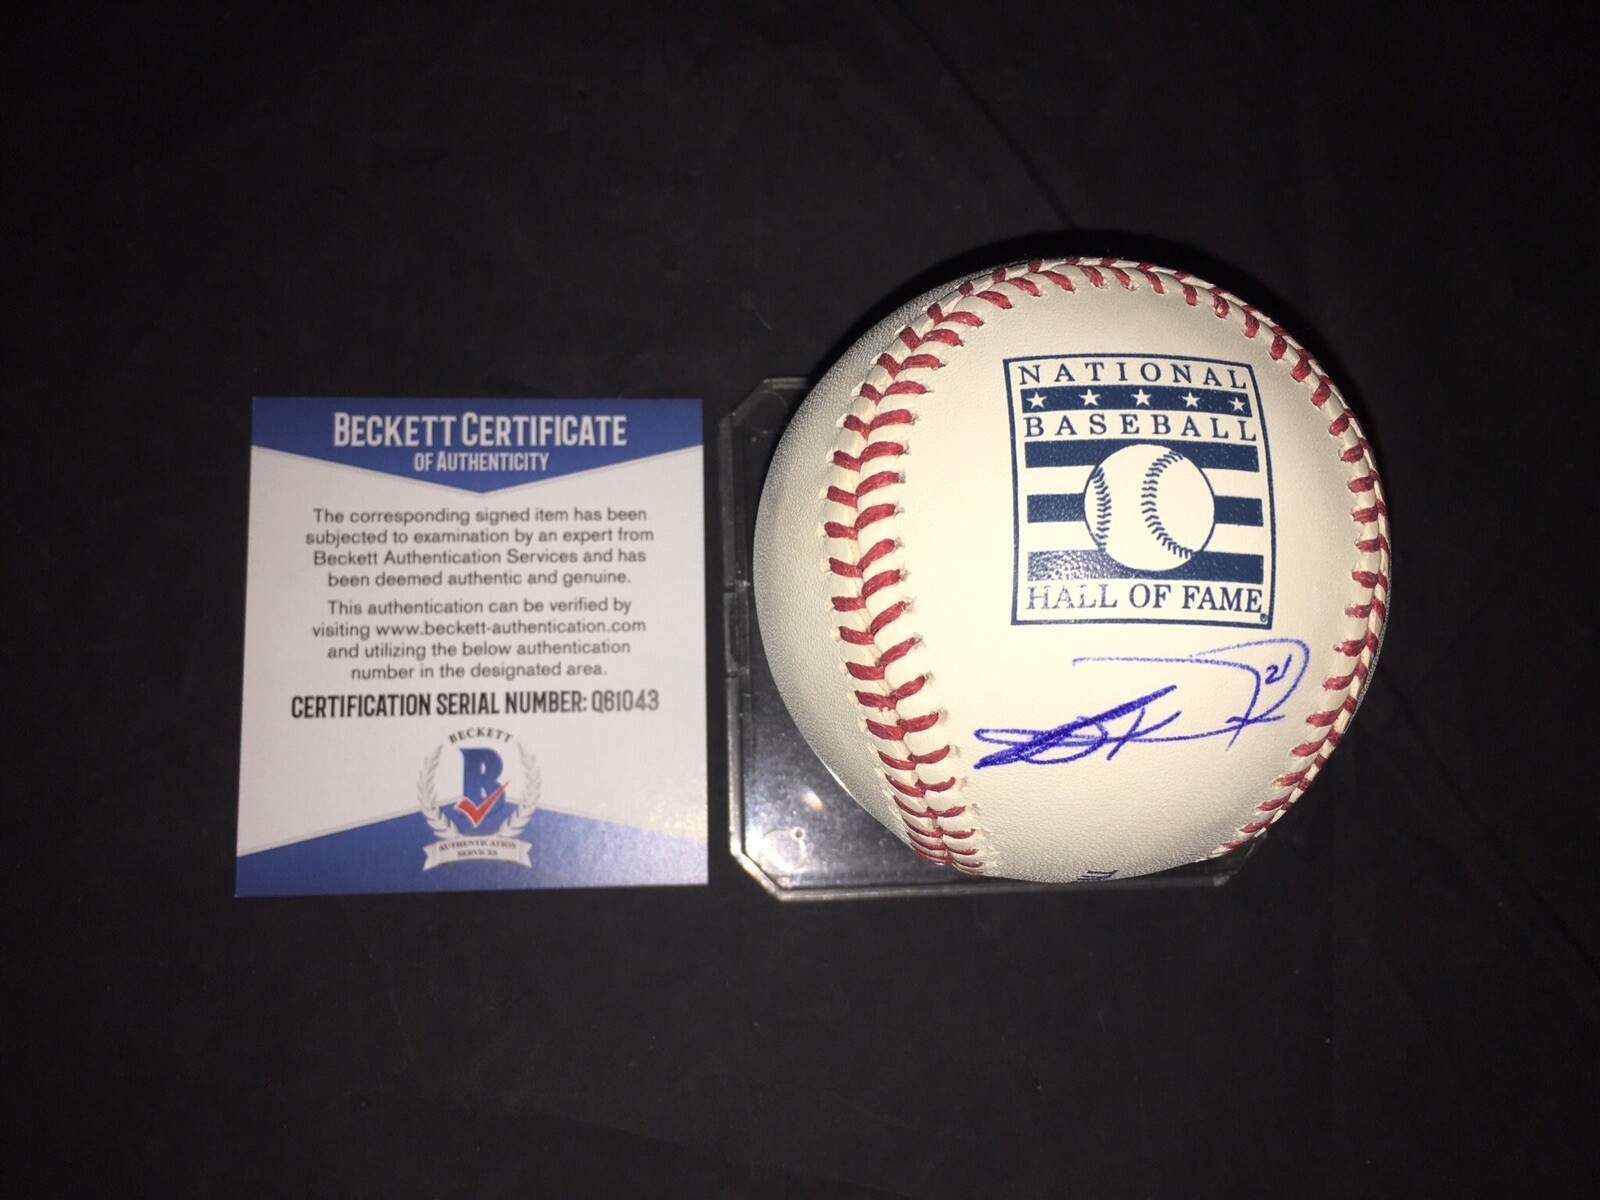 BECKETT CERTIFICATE
OF AUTHENTICITY
The corresponding signed item has been
subjected to examination by an expert from
Beckett Authentication Services and has
been deemed authentic and genuine.
This authentication can be verified by
visiting www.beckett-authentication.com
and utilizing the below authentication
number in the designated area.
CERTIFICATION SERIAL NUMBER: Q61043
BECKETT
B
AUTHENTICATION
SERVICES
NATIONAL
BASEBALL
HALL OF FAME
21